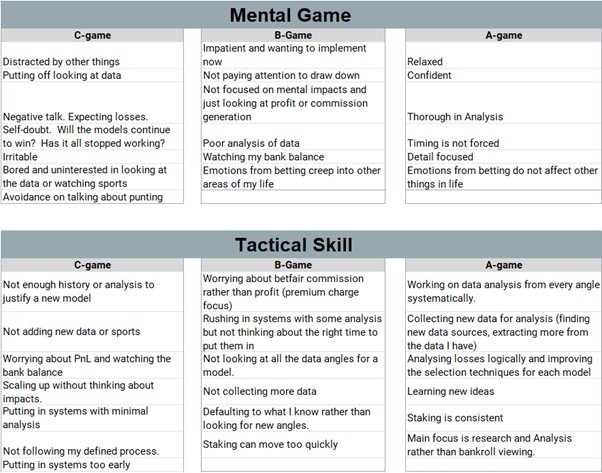 Mental Game
C-game
B-Game
A-game
Distracted by other things
Impatient and wanting to implement
now
Relaxed
Putting off looking at data
Not paying attention to draw down
Confident
Negative talk. Expecting losses.
Not focused on mental impacts and
just looking at profit or commission
generation
Thorough in Analysis
Self-doubt. Will the models continue
to win? Has it all stopped working?
Poor analysis of data
Timing is not forced
Irritable
Watching my bank balance
Detail focused
Bored and uninterested in looking at
the data or watching sports
Emotions from betting creep into other
areas of my life
Emotions from betting do not affect other
things in life
Avoidance on talking about punting
Tactical Skill
C-game
B-Game
A-game
Not enough history or analysis to
justify a new model
Worrying about betfair commission
rather than profit (premium charge
focus)
Working on data analysis from every angle
systematically.
Not adding new data or sports
Rushing in systems with some analysis
but not thinking about the right time to
put them in
Collecting new data for analysis (finding
new data sources, extracting more from
the data I have)
Worrying about PnL and watching the
bank balance
Not looking at all the data angles for a
model.
Analysing losses logically and improving
the selection techniques for each model
Scaling up without thinking about
impacts.
Not collecting more data
Learning new ideas
Putting in systems with minimal
analysis
Defaulting to what I know rather than
looking for new angles.
Staking is consistent
Not following my defined process.
Staking can move too quickly
Main focus is research and Analysis
rather than bankroll viewing.
Putting in systems too early